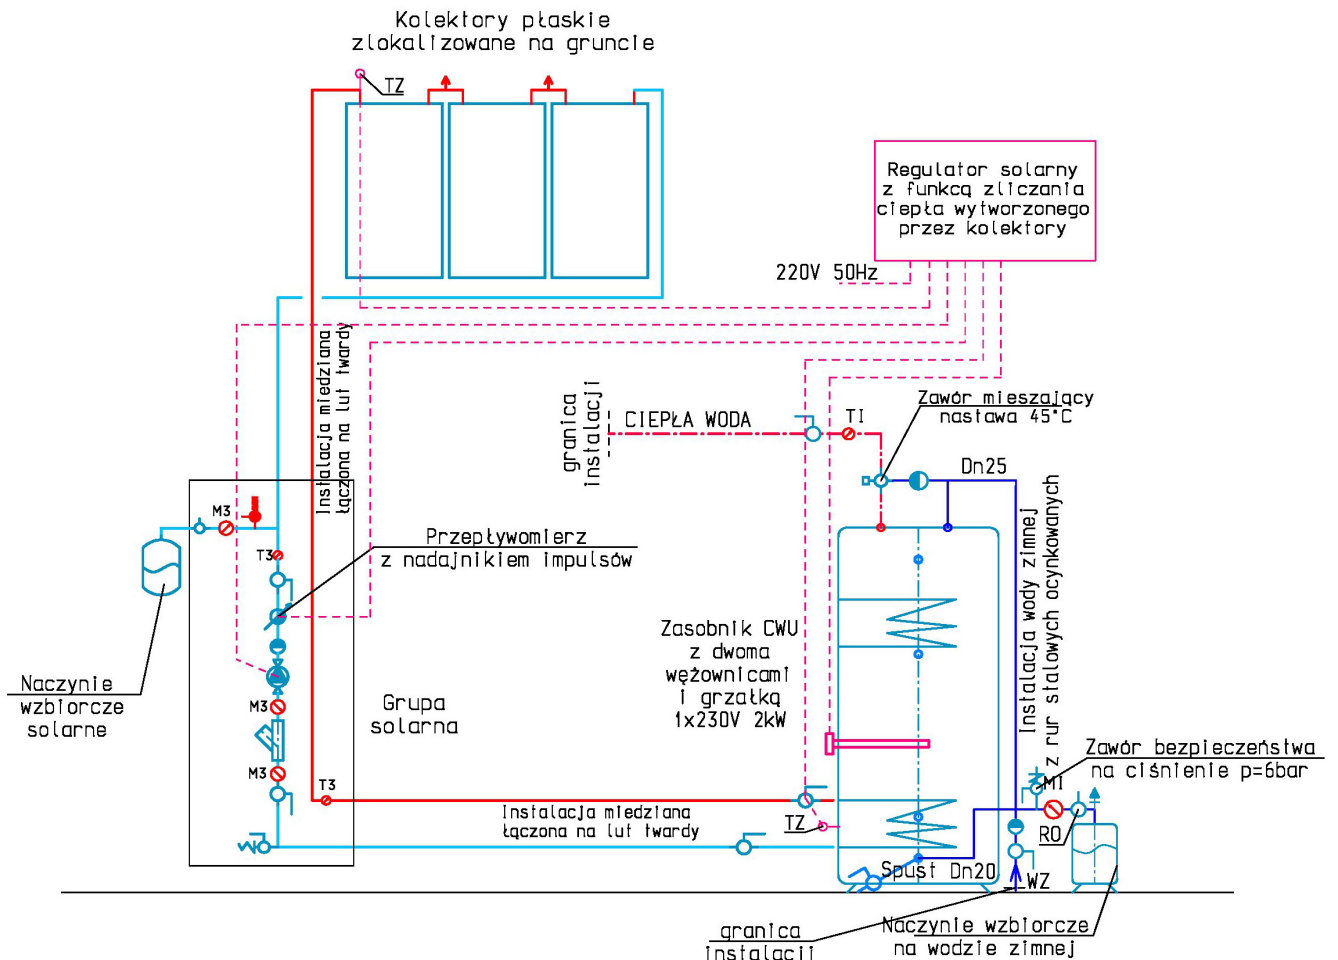 Kolektory płaskie
zlokalizowane na gruncie
TZ
Regulator solarny
z funkcą zliczania
ciepła wytworzonego
przez kolektory
220V 50Hz
Instalacja miedziana
łączona na lut twardy
granica
instalacji
CIEPŁA WODA
TI
Zawór mieszający
nastawa 45°C
Dn25
M3
T3
Przepływomierz
z nadajnikiem impulsów
Instalacja wody zimnej
z rur stalowych ocynkowanych
Zasobnik CWU
z dwoma
wężownicami
i grzałką
1x230V 2kW
Naczynie
wzbiorcze
solarne
M3
Grupa
solarna
M3
T3
Instalacja miedziana
łączona na lut twardy
TZ
Zawór bezpieczeństwa
na ciśnienie p=6bar
MI
RO
Spust Dn20
WZ
granica
instalacji
Naczynie wzbiorcze
na wodzie zimnej